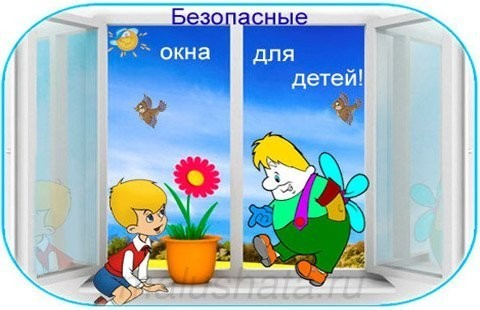 Безопасные
окна для
детей!